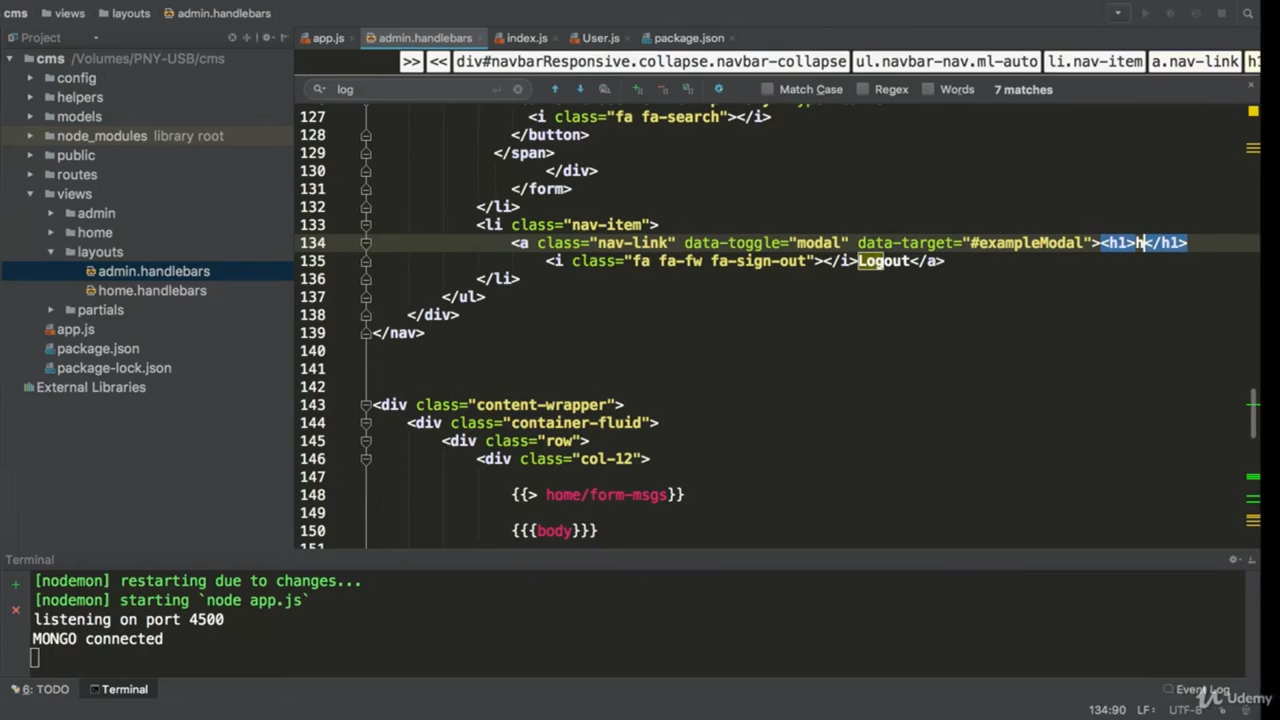 cms views layouts admin.handlebars
Project
app.js admin.handlebars index.js User.js package.json
>> << div#navbarResponsive.collapse.navbar-collapse ul.navbar-nav.ml-auto li.nav-item a.nav-link h1
cms /Volumes/PNY-USB/cms
config
helpers
models
node_modules library root
public
routes
views
admin
home
layouts
admin.handlebars
home.handlebars
partials
app.js
package.json
package-lock.json
External Libraries
log Match Case Regex Words 7 matches
127 <i class="fa fa-search"></i>
128 </button>
129 </span>
130 </div>
131 </form>
132 </li>
133 <li class="nav-item">
134 <a class="nav-link" data-toggle="modal" data-target="#exampleModal"><h1>h</h1>
135 <i class="fa fa-fw fa-sign-out"></i>Logout</a>
136 </li>
137 </ul>
138 </div>
139 </nav>
140
141
142
143 <div class="content-wrapper">
144 <div class="container-fluid">
145 <div class="row">
146 <div class="col-12">
147
148 {{> home/form-msgs}}
149
150 {{{body}}}
151
Terminal
[nodemon] restarting due to changes...
[nodemon] starting `node app.js`
listening on port 4500
MONGO connected
6: TODO Terminal Event Log
134:90 LF UTF-8
Udemy